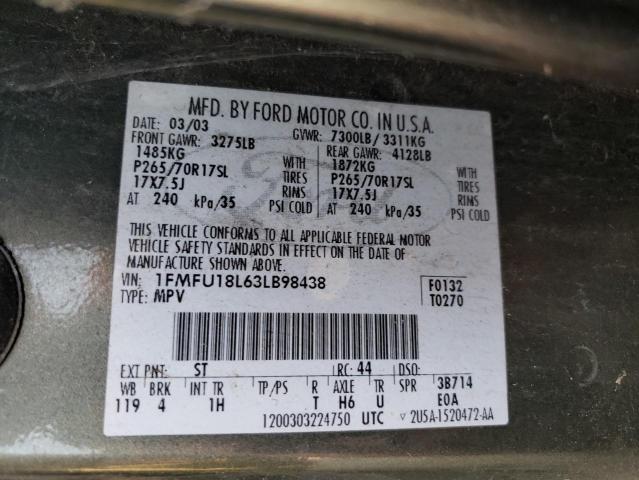 MFD. BY FORD MOTOR CO. IN U.S.A.
DATE: 03/03 GVWR: 7300LB/ 3311KG
FRONT GAWR: 3275LB REAR GAWR: 4128LB
1485KG WITH 1872KG WITH
P265/70R17SL TIRES P265/70R17SL TIRES
17X7.5J RIMS 17X7.5J RIMS
AT 240 kPa/35 PSI COLD AT 240 kPa/35 PSI COLD
THIS VEHICLE CONFORMS TO ALL APPLICABLE FEDERAL MOTOR
VEHICLE SAFETY STANDARDS IN EFFECT ON THE DATE OF
MANUFACTURE SHOWN ABOVE.
VIN: 1FMFU18L63LB98438 F0132
TYPE: MPV T0270
EXT PNT: ST RC: 44 DSO:
WB BRK INT TR TP/PS R AXLE TR SPR 3B714
119 4 1H T H6 U E0A
1200303224750 UTC ▽ 2U5A-1520472-AA
Ford